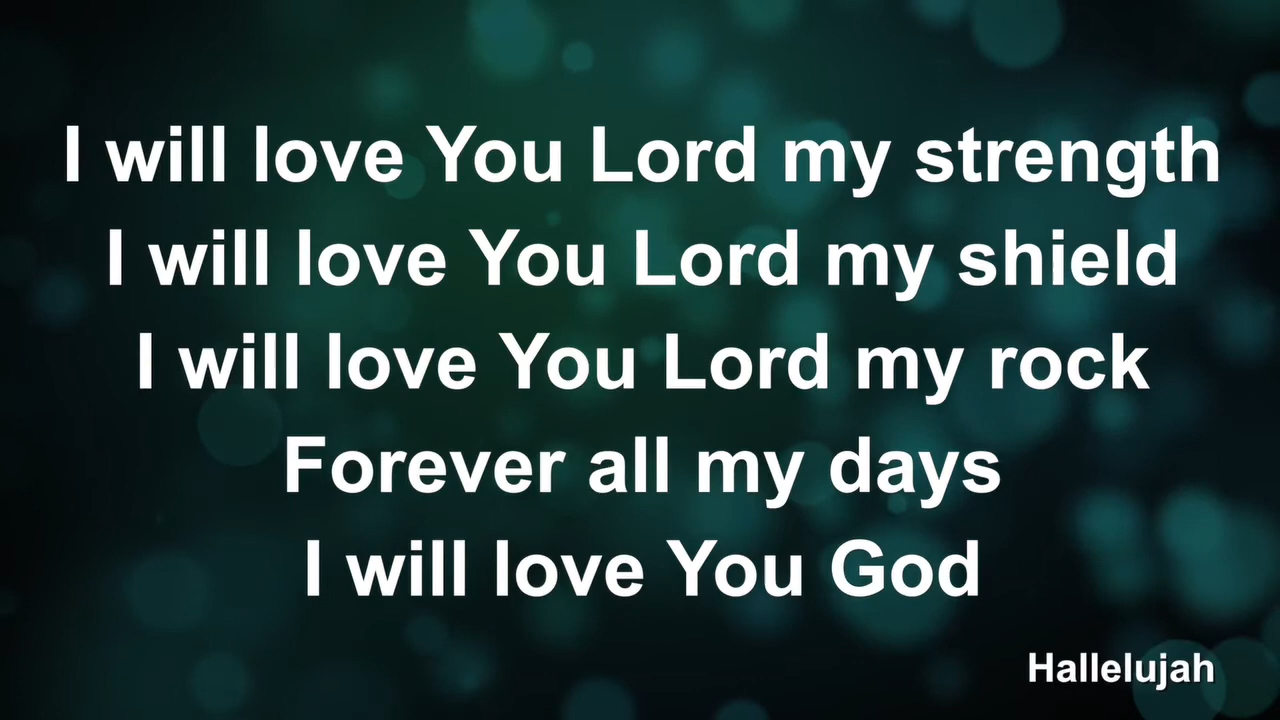 I will love You Lord my strength
I will love You Lord my shield
I will love You Lord my rock
Forever all my days
I will love You God
Hallelujah